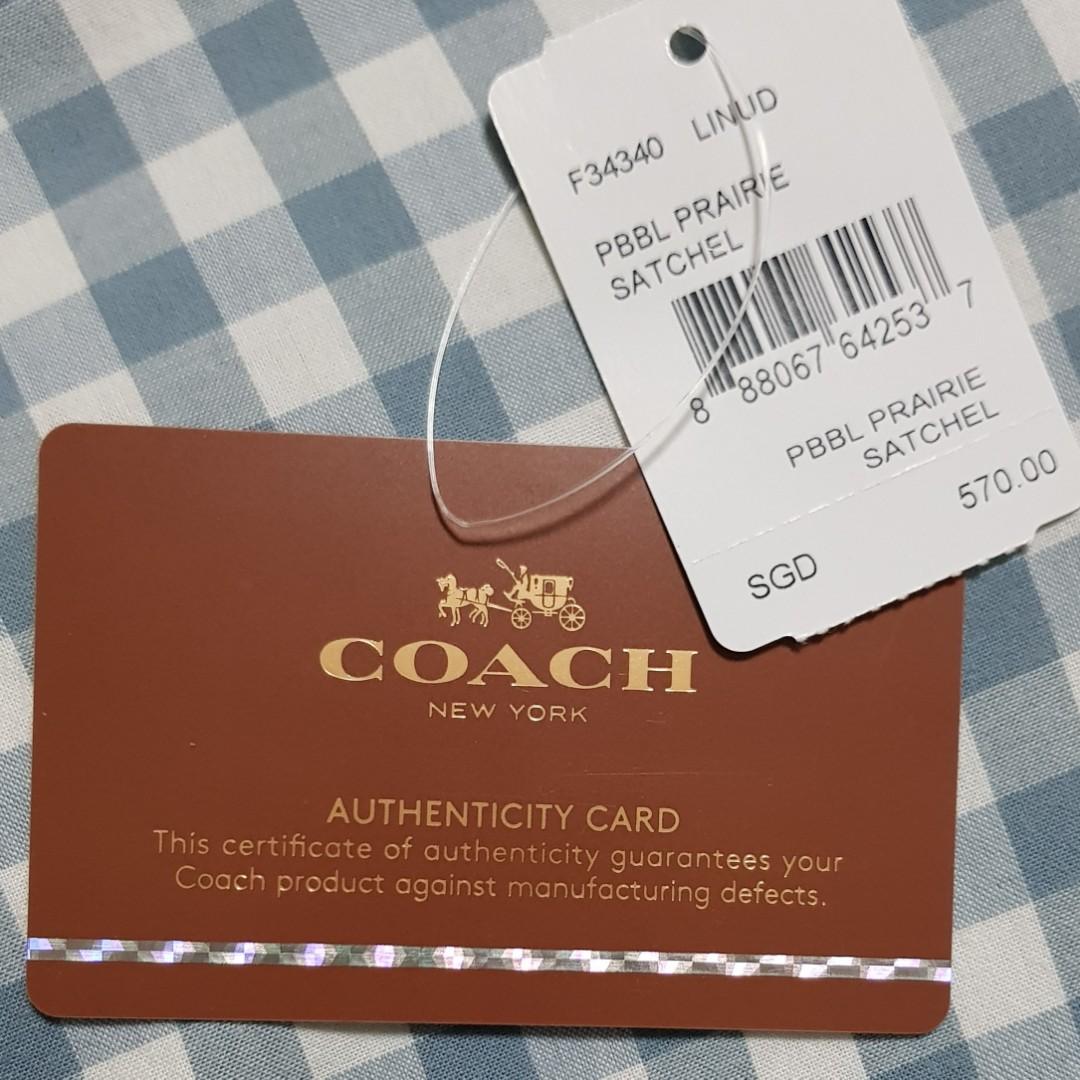 F34340 LINUD
PBBL PRAIRIE
SATCHEL
8 88067 64253 7
PBBL PRAIRIE
SATCHEL
SGD 570.00
COACH
NEW YORK
AUTHENTICITY CARD
This certificate of authenticity guarantees your
Coach product against manufacturing defects.